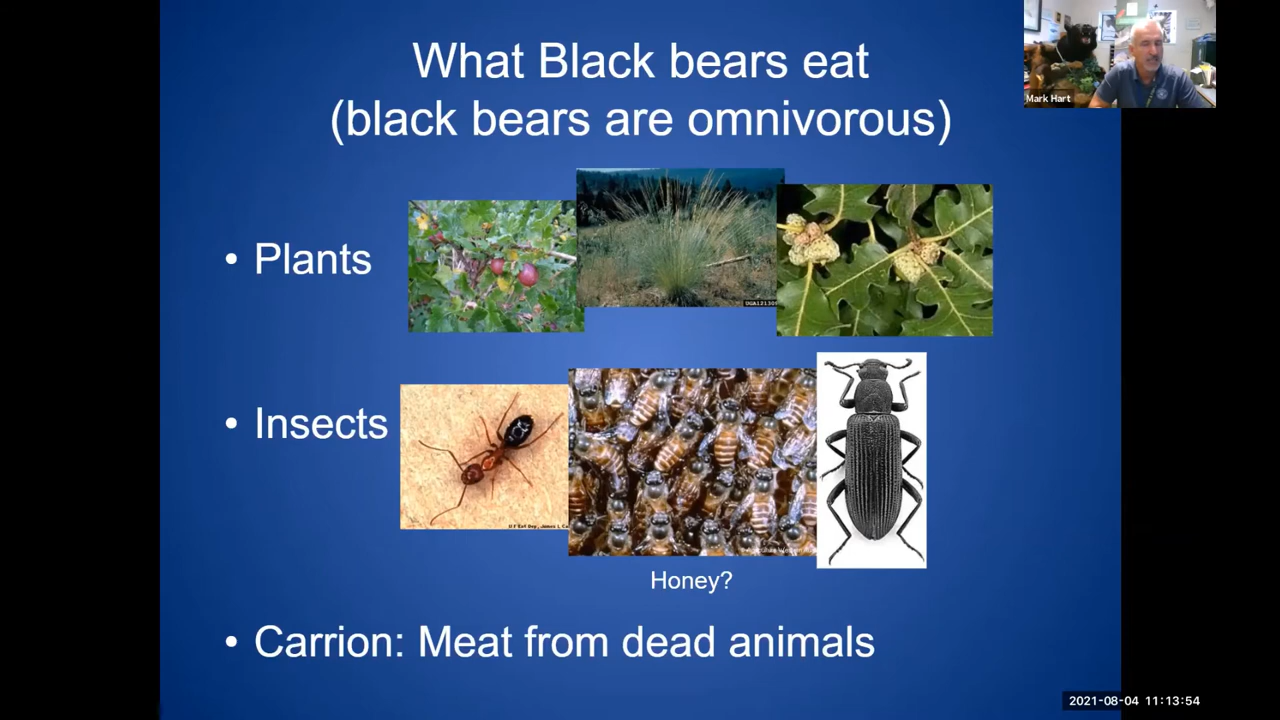 What Black bears eat
(black bears are omnivorous)
Mark Hart
• Plants
• Insects
Honey?
• Carrion: Meat from dead animals
2021-08-04 11:13:54